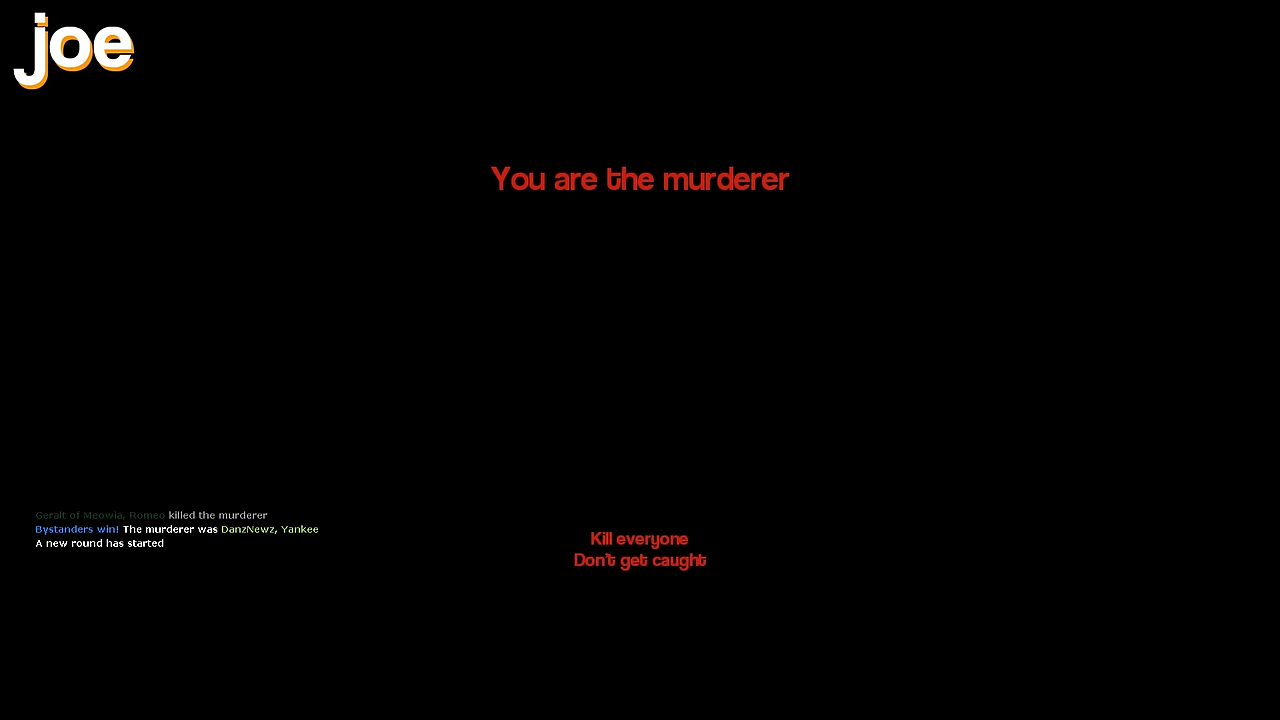 joe
You are the murderer
Geralt of Meowia, Romeo killed the murderer
Bystanders win! The murderer was DanzNewz, Yankee
A new round has started
Kill everyone
Don't get caught